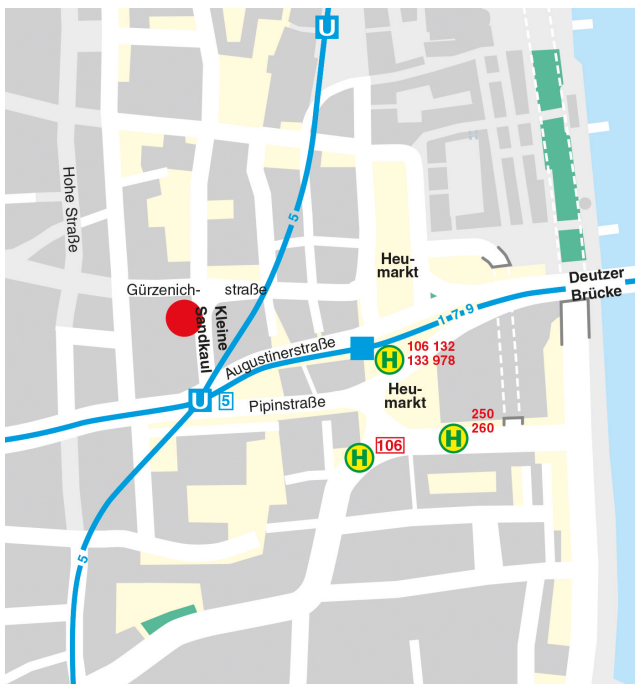 U
5
Hohe Straße
Heu-
markt
Gürzenich-
straße
Deutzer
Brücke
Kleine
Sandkaul
1·7·9
Augustinerstraße
H
106 132
133 978
Heu-
markt
U
5
Pipinstraße
250
260
H
106
H
5